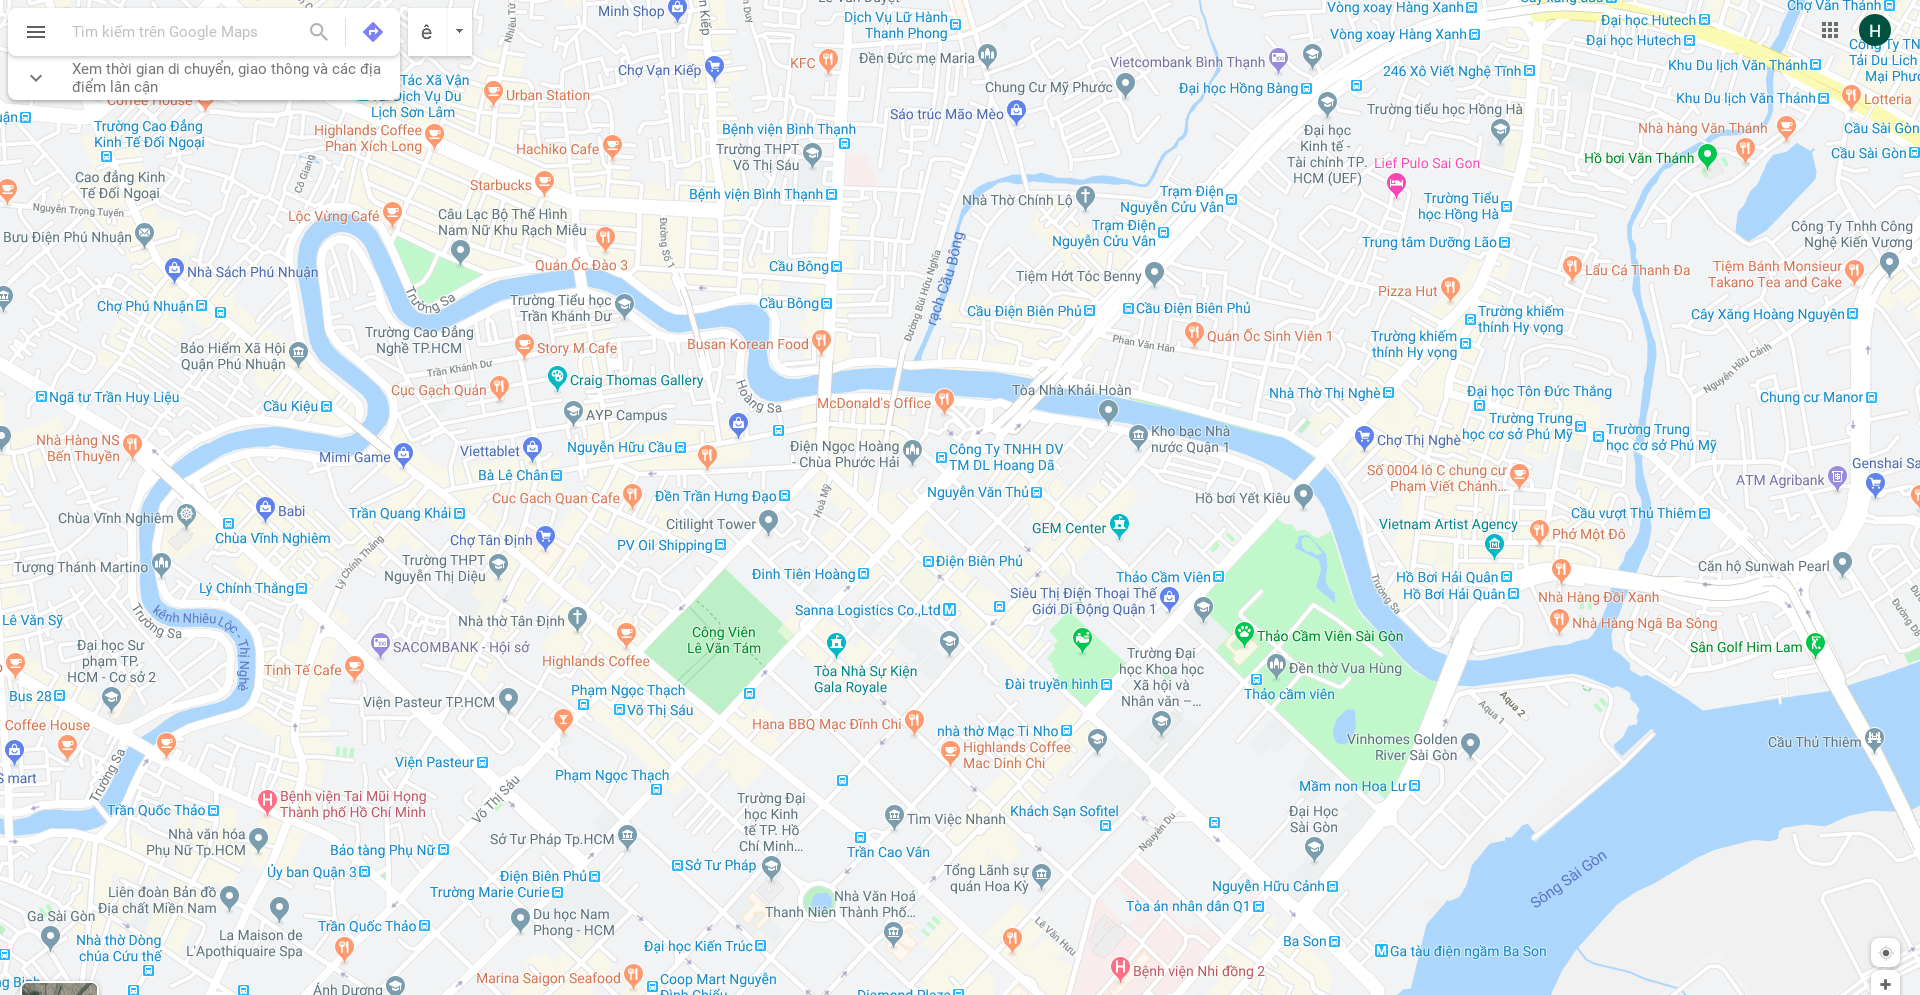 Tìm kiếm trên Google Maps
ê
Xem thời gian di chuyển, giao thông và các địa
điểm lân cận
Minh Shop
Dịch Vụ Lữ Hành
Thanh Phong
Vòng xoay Hàng Xanh
Vòng xoay Hàng Xanh
Đại học Hutech
Đại học Hutech
Chợ Văn Thánh
H
KFC
Đền Đức mẹ Maria
Vietcombank Bình Thạnh
Chợ Vạn Kiếp
Chung Cư Mỹ Phước
Đại học Hồng Bàng
246 Xô Viết Nghệ Tĩnh
Khu Du lịch Văn Thánh
Khu Du lịch Văn Thánh
Lotteria
Urban Station
Lịch Sơn Lâm
Sáo trúc Mão Mèo
Trường tiểu học Hồng Hà
Trường Cao Đẳng
Kinh Tế Đối Ngoại
Highlands Coffee
Phan Xích Long
Hachiko Cafe
Bệnh viện Bình Thạnh
Trường THPT
Võ Thị Sáu
Đại học
Kinh tế -
Tài chính TP.
HCM (UEF)
Nhà hàng Văn Thánh
Cầu Sài Gòn
Cầu Sài Gòn
Hồ bơi Văn Thánh
Lief Pulo Sai Gon
Cô Giang
Cao đẳng Kinh
Tế Đối Ngoại
Starbucks
Bệnh viện Bình Thạnh
Nhà Thờ Chính Lộ
Trạm Điện
Nguyễn Cửu Vân
Trường Tiểu
học Hồng Hà
Nguyễn Trọng Tuyển
Lộc Vừng Café
Câu Lạc Bộ Thể Hình
Nam Nữ Khu Rạch Miễu
Trạm Điện
Nguyễn Cửu Vân
Trung tâm Dưỡng Lão
Công Ty Tnhh Công
Nghệ Kiến Vương
Bưu Điện Phú Nhuận
Đường Số 1
Quán Ốc Đào 3
Cầu Bông
Tiệm Hớt Tóc Benny
Lẩu Cá Thanh Đa
Tiệm Bánh Monsieur
Takano Tea and Cake
Nhà Sách Phú Nhuận
Trường Sa
Chợ Phú Nhuận
Trường Tiểu học
Trần Khánh Dư
Cầu Bông
Đường Bùi Hữu Nghĩa
rạch Cầu Bông
Cầu Điện Biên Phủ
Cầu Điện Biên Phủ
Pizza Hut
Trường khiếm
thính Hy vọng
Cây Xăng Hoàng Nguyên
Trường Cao Đẳng
Nghề TP.HCM
Bảo Hiểm Xã Hội
Quận Phú Nhuận
Story M Cafe
Busan Korean Food
Phan Văn Hân
Quán Ốc Sinh Viên 1
Trường khiếm
thính Hy vọng
Nguyễn Hữu Cảnh
Trần Khánh Dư
Cục Gạch Quán
Craig Thomas Gallery
Hoàng Sa
Tòa Nhà Khải Hoàn
Nhà Thờ Thị Nghè
Đại học Tôn Đức Thắng
Chung cư Manor
Ngã tư Trần Huy Liệu
Cầu Kiệu
AYP Campus
McDonald's Office
Trường Trung
học cơ sở Phú Mỹ
Trường Trung
học cơ sở Phú Mỹ
Nhà Hàng NS
Bến Thuyền
Mimi Game
Viettablet
Nguyễn Hữu Cầu
Điện Ngọc Hoàng
- Chùa Phước Hải
Công Ty TNHH DV
TM DL Hoang Dã
Kho bạc Nhà
nước Quận 1
Chợ Thị Nghè
Bà Lê Chân
Số 0004 lô C chung cư
Phạm Viết Chánh...
ATM Agribank
Cuc Gach Quan Cafe
Đền Trần Hưng Đạo
Hoà Mỹ
Nguyễn Văn Thủ
Hồ bơi Yết Kiêu
Chùa Vĩnh Nghiêm
Babi
Trần Quang Khải
Citilight Tower
GEM Center
Vietnam Artist Agency
Cầu vượt Thủ Thiêm
Chùa Vĩnh Nghiêm
Chợ Tân Định
PV Oil Shipping
Phở Một Đô
Tượng Thánh Martino
Lý Chính Thắng
Trường THPT
Nguyễn Thị Diệu
Điện Biên Phủ
Căn hộ Sunwah Pearl
Lý Chính Thắng
Đinh Tiên Hoàng
Thảo Cầm Viên
Trường Sa
Hồ Bơi Hải Quân
Hồ Bơi Hải Quân
Trường Sa
kênh Nhiêu Lộc - Thị Nghè
Sanna Logistics Co.,Ltd
Siêu Thị Điện Thoại Thế
Giới Di Động Quận 1
Nhà Hàng Đồi Xanh
Lê Văn Sỹ
Nhà thờ Tân Định
Công Viên
Lê Văn Tám
Thảo Cầm Viên Sài Gòn
Nhà Hàng Ngã Ba Sông
Đường D8
Sân Golf Him Lam
Đại học Sư
phạm TP.
HCM - Cơ sở 2
SACOMBANK - Hội sở
Highlands Coffee
Tòa Nhà Sự Kiện
Gala Royale
Trường Đại
học Khoa học
Xã hội và
Nhân văn –...
Đền thờ Vua Hùng
Thảo cầm viên
Tinh Tế Cafe
Bus 28
Viện Pasteur TP.HCM
Phạm Ngọc Thạch
Võ Thị Sáu
Đài truyền hình
Aqua 1
Aqua 2
Coffee House
Hana BBQ Mạc Đĩnh Chi
nhà thờ Mạc Ti Nho
Highlands Coffee
Mac Dinh Chi
Vinhomes Golden
River Sài Gòn
Cầu Thủ Thiêm
Trường Sa
Viện Pasteur
Phạm Ngọc Thạch
Võ Thị Sáu
Mầm non Hoa Lư
Trần Quốc Thảo
Bệnh viện Tai Mũi Họng
Thành phố Hồ Chí Minh
Trường Đại
học Kinh
tế TP. Hồ
Chí Minh...
Khách Sạn Sofitel
Nguyễn Du
Đại Học
Sài Gòn
Tìm Việc Nhanh
Nhà văn hóa
Phụ Nữ Tp.HCM
Sở Tư Pháp Tp.HCM
Bảo tàng Phụ Nữ
Trần Cao Vân
Sở Tư Pháp
Sông Sài Gòn
Ủy ban Quận 3
Điện Biên Phủ
Trường Marie Curie
Tổng Lãnh sự
quán Hoa Kỳ
Nguyễn Hữu Cảnh
Tòa án nhân dân Q1
Liên đoàn Bản đồ
Địa chất Miền Nam
Ga Sài Gòn
Nhà Văn Hoá
Thanh Niên Thành Phố...
Du học Nam
Phong - HCM
Trần Quốc Thảo
La Maison de
L'Apothiquaire Spa
Nhà thờ Dòng
chúa Cứu thế
Đại học Kiến Trúc
Lê Văn Hưu
Ba Son
Ga tàu điện ngầm Ba Son
Marina Saigon Seafood
Coop Mart Nguyễn
Đình Chiểu
Bệnh viện Nhi đồng 2
Ánh Dương
Diamond Plaza